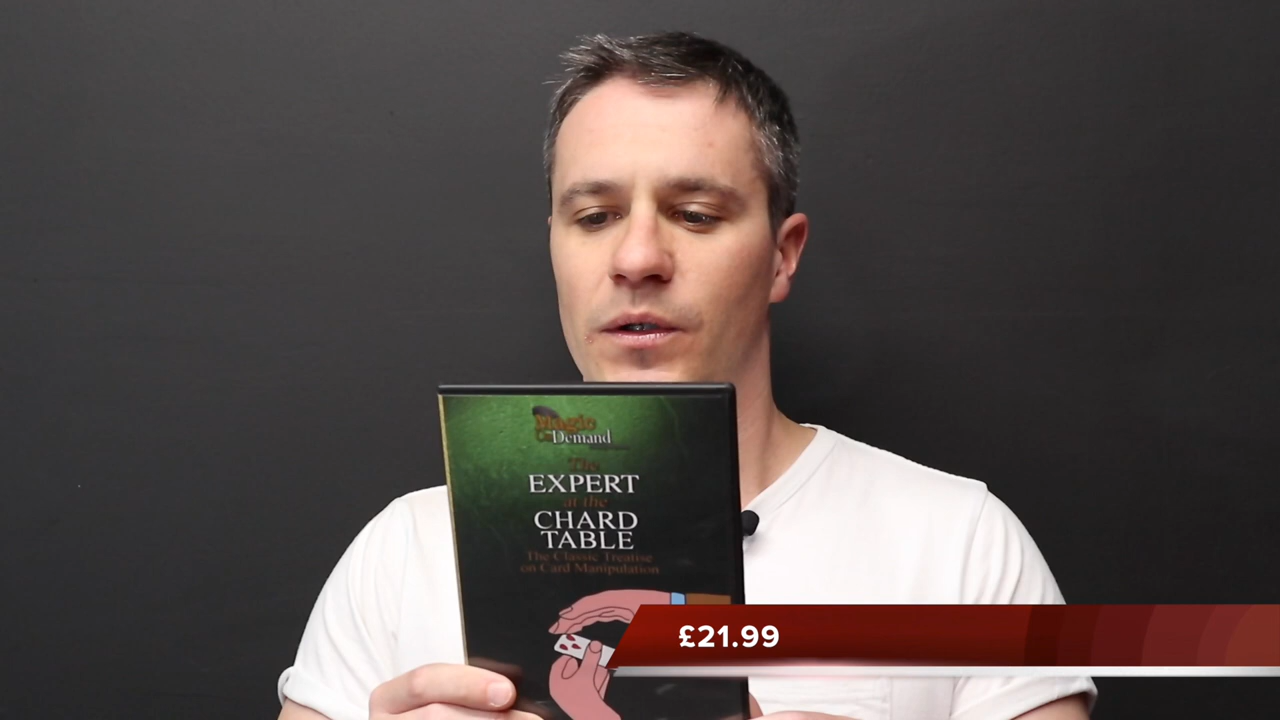 Magic
On Demand
The
EXPERT
at the
CHARD
TABLE
The Classic Treatise
on Card Manipulation
£21.99